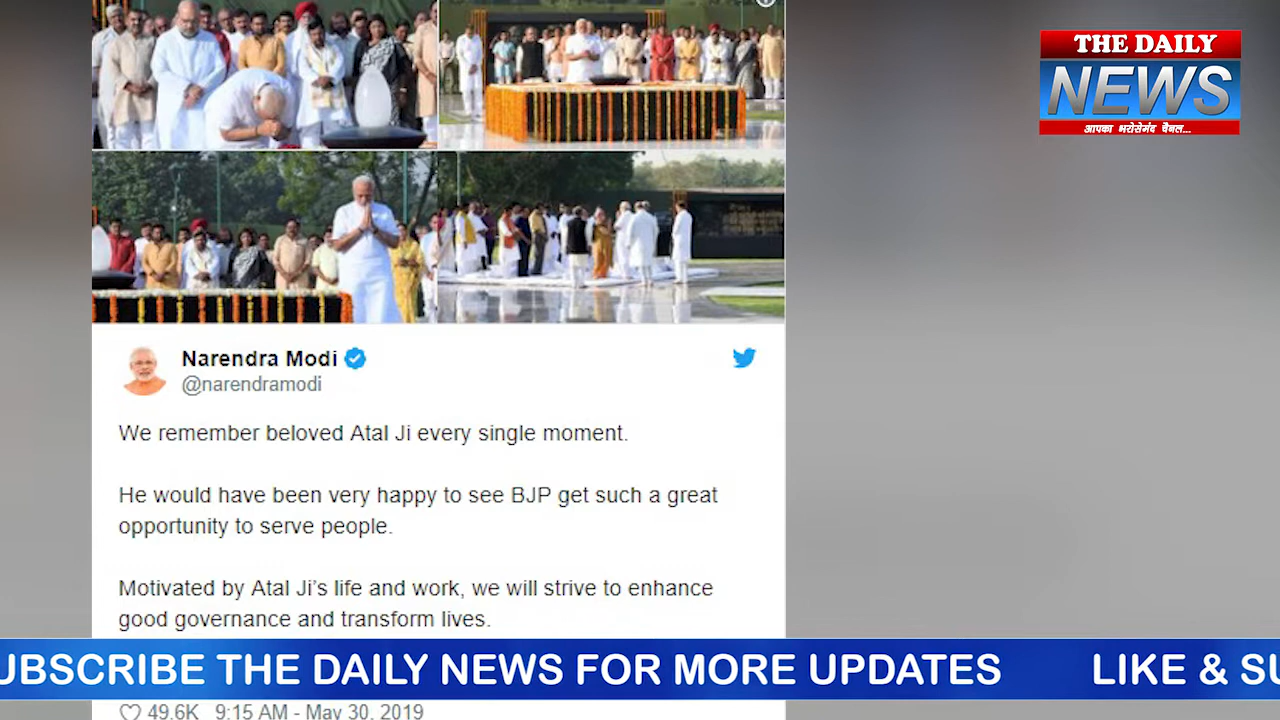 THE DAILY
NEWS
आपका भरोसेमंद चैनल...
Narendra Modi
@narendramodi
We remember beloved Atal Ji every single moment.
He would have been very happy to see BJP get such a great
opportunity to serve people.
Motivated by Atal Ji's life and work, we will strive to enhance
good governance and transform lives.
UBSCRIBE THE DAILY NEWS FOR MORE UPDATES LIKE & SU
49.6K 9:15 AM - May 30, 2019